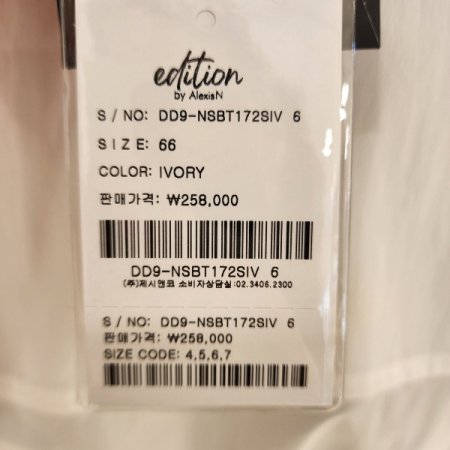 edition
by AlexisN
S / NO: DD9-NSBT172SIV 6
SIZE: 66
COLOR: IVORY
판매가격: ₩258,000
DD9-NSBT172SIV 6
(주)제시앤코 소비자상담실:02.3406.2300
S / NO: DD9-NSBT172SIV 6
판매가격: ₩258,000
SIZE CODE: 4,5,6,7